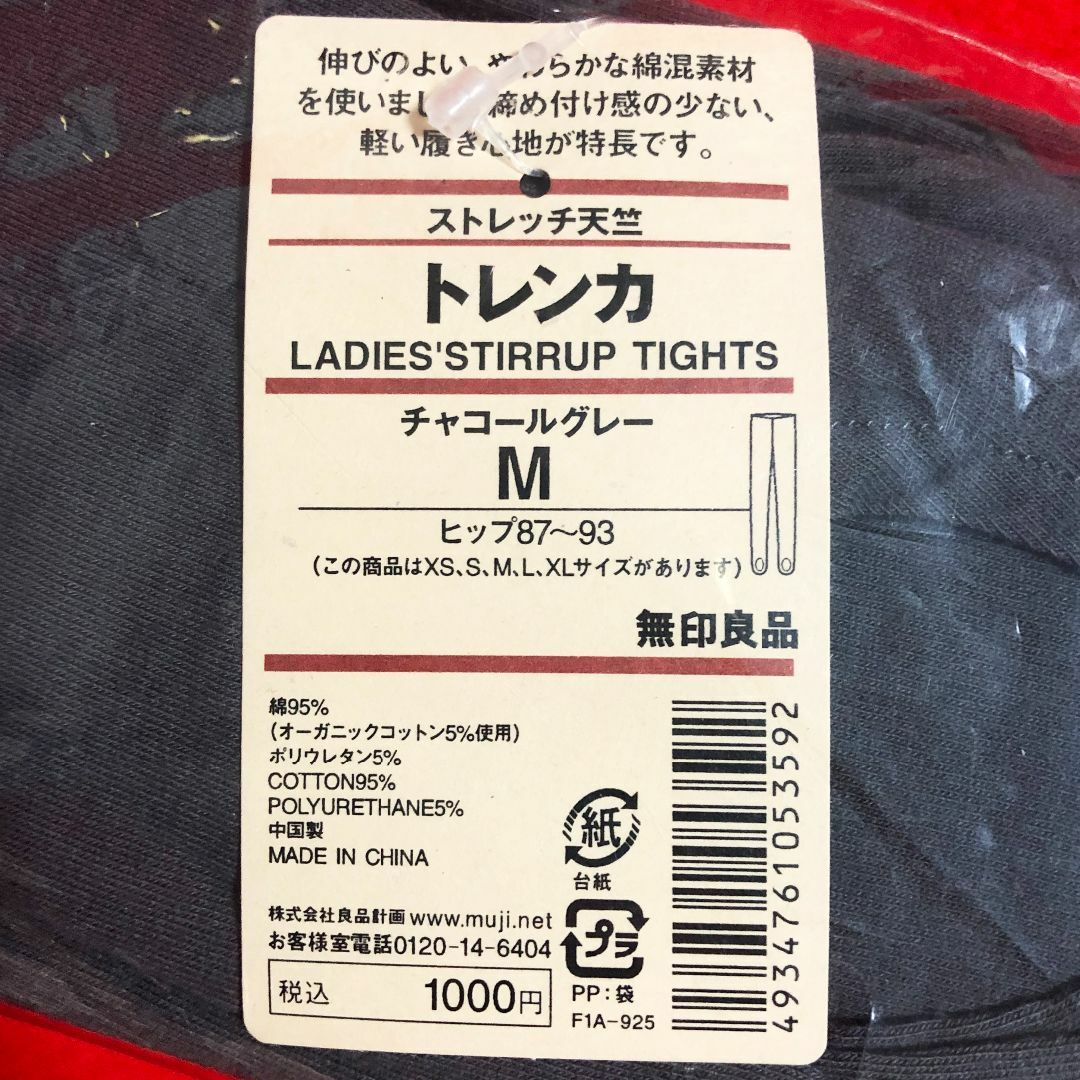 伸びのよい、やわらかな綿混素材
を使いまし 締め付け感の少ない、
軽い履き心地が特長です。
ストレッチ天竺
トレンカ
LADIES'STIRRUP TIGHTS
チャコールグレー
M
ヒップ87〜93
(この商品はXS、S、M、L、XLサイズがあります)
無印良品
綿95%
(オーガニックコットン5%使用)
ポリウレタン5%
COTTON95%
POLYURETHANE5%
中国製
MADE IN CHINA
株式会社良品計画 www.muji.net
お客様室電話0120-14-6404
税込 1000円
紙
台紙
プラ
PP:袋
F1A-925
4934761053592